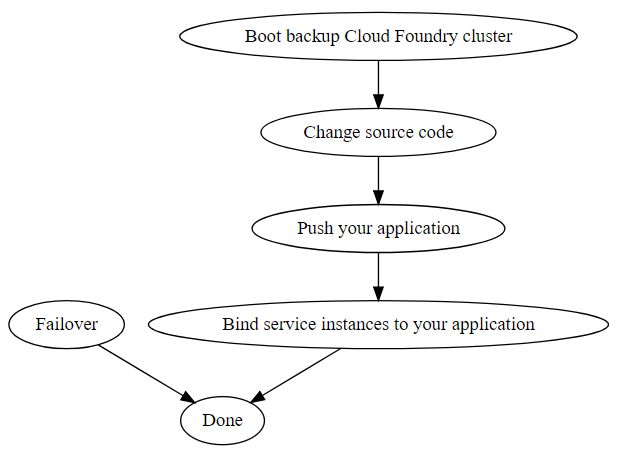 Boot backup Cloud Foundry cluster
Change source code
Push your application
Failover
Bind service instances to your application
Done